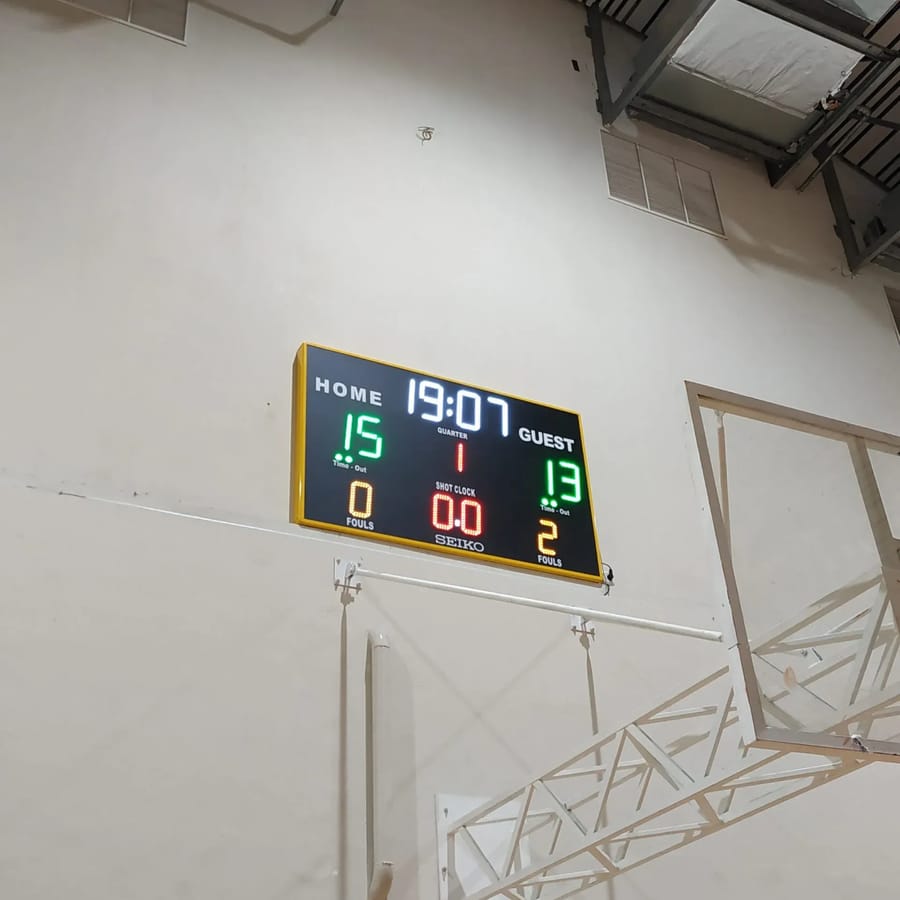 HOME 19:07 GUEST
QUARTER
15 1 13
Time - Out Time - Out
SHOT CLOCK
0 0.0 2
FOULS SEIKO FOULS